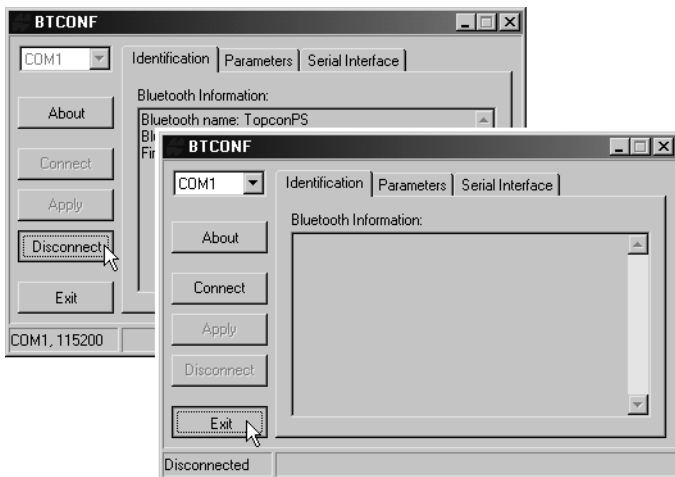 BTCONF
COM1
Identification Parameters Serial Interface
Bluetooth Information:
Bluetooth name: TopconPS
About
Connect
Apply
Disconnect
Exit
COM1, 115200
BTCONF
COM1
Identification Parameters Serial Interface
Bluetooth Information:
About
Connect
Apply
Disconnect
Exit
Disconnected